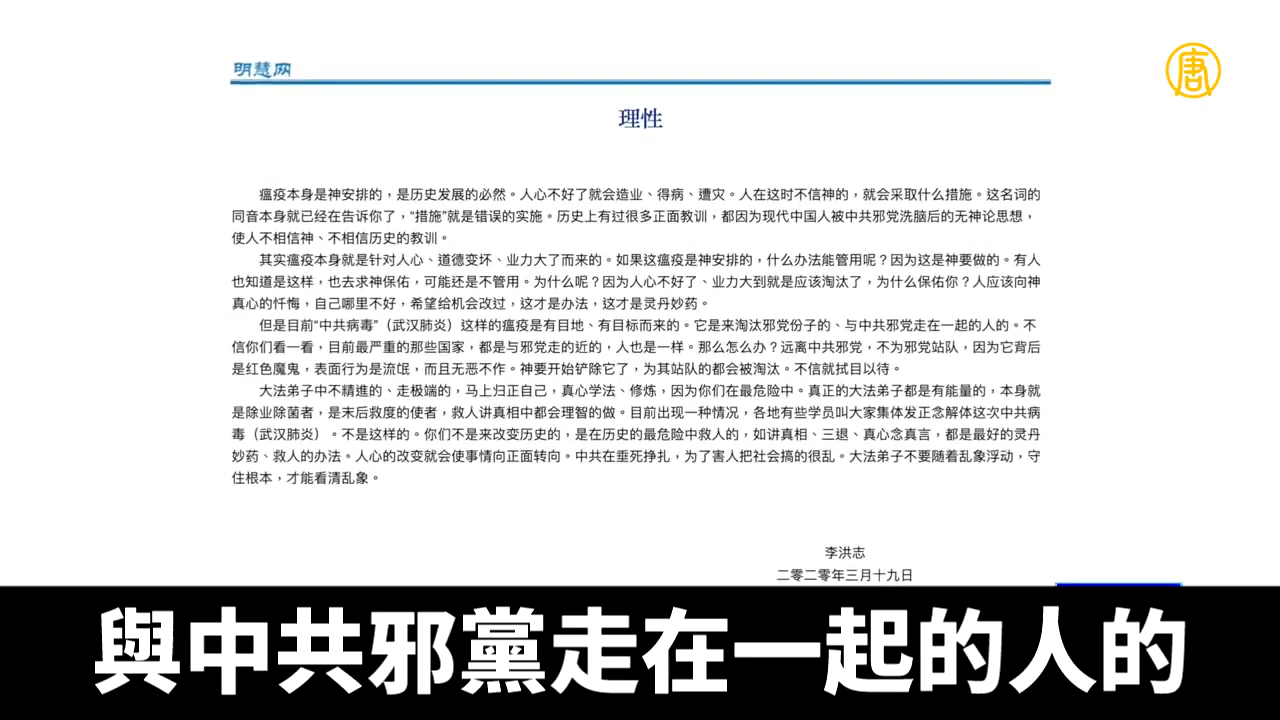 明慧网
唐
理性
瘟疫本身是神安排的，是历史发展的必然。人心不好了就会造业、得病、遭灾。人在这时不信神的，就会采取什么措施。这名词的
同音本身就已经在告诉你了，“措施”就是错误的实施。历史上有过很多正面教训，都因为现代中国人被中共邪党洗脑后的无神论思想，
使人不相信神、不相信历史的教训。
其实瘟疫本身就是针对人心、道德变坏、业力大了而来的。如果这瘟疫是神安排的，什么办法能管用呢？因为这是神要做的。有人
也知道是这样，也去求神保佑，可能还是不管用。为什么呢？因为人心不好了、业力大到就是应该淘汰了，为什么保佑你？人应该向神
真心的忏悔，自己哪里不好，希望给机会改过，这才是办法，这才是灵丹妙药。
但是目前“中共病毒”（武汉肺炎）这样的瘟疫是有目地、有目标而来的。它是来淘汰邪党份子的、与中共邪党走在一起的人的。不
信你们看一看，目前最严重的那些国家，都是与邪党走的近的，人也是一样。那么怎么办？远离中共邪党，不为邪党站队，因为它背后
是红色魔鬼，表面行为是流氓，而且无恶不作。神要开始铲除它了，为其站队的都会被淘汰。不信就拭目以待。
大法弟子中不精進的、走极端的，马上归正自己，真心学法、修炼，因为你们在最危险中。真正的大法弟子都是有能量的，本身就
是除业除菌者，是末后救度的使者，救人讲真相中都会理智的做。目前出现一种情况，各地有些学员叫大家集体发正念解体这次中共病
毒（武汉肺炎）。不是这样的。你们不是来改变历史的，是在历史的最危险中救人的，如讲真相、三退、真心念真言，都是最好的灵丹
妙药、救人的办法。人心的改变就会使事情向正面转向。中共在垂死挣扎，为了害人把社会搞的很乱。大法弟子不要随着乱象浮动，守
住根本，才能看清乱象。
李洪志
二零二零年三月十九日
與中共邪黨走在一起的人的